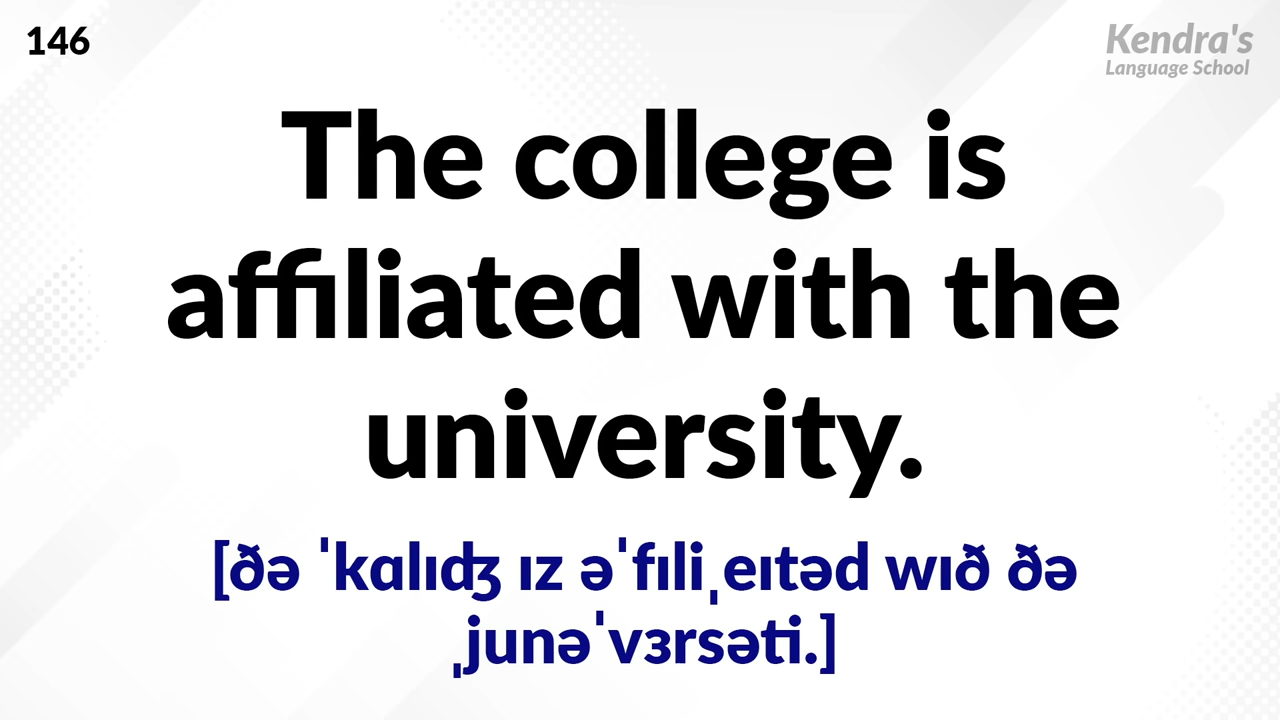 146
Kendra's
Language School
The college is
affiliated with the
university.
[ðə ˈkɑlɪʤ ɪz əˈfɪliˌeɪtəd wɪð ðə
ˌjunəˈvɜrsəti.]